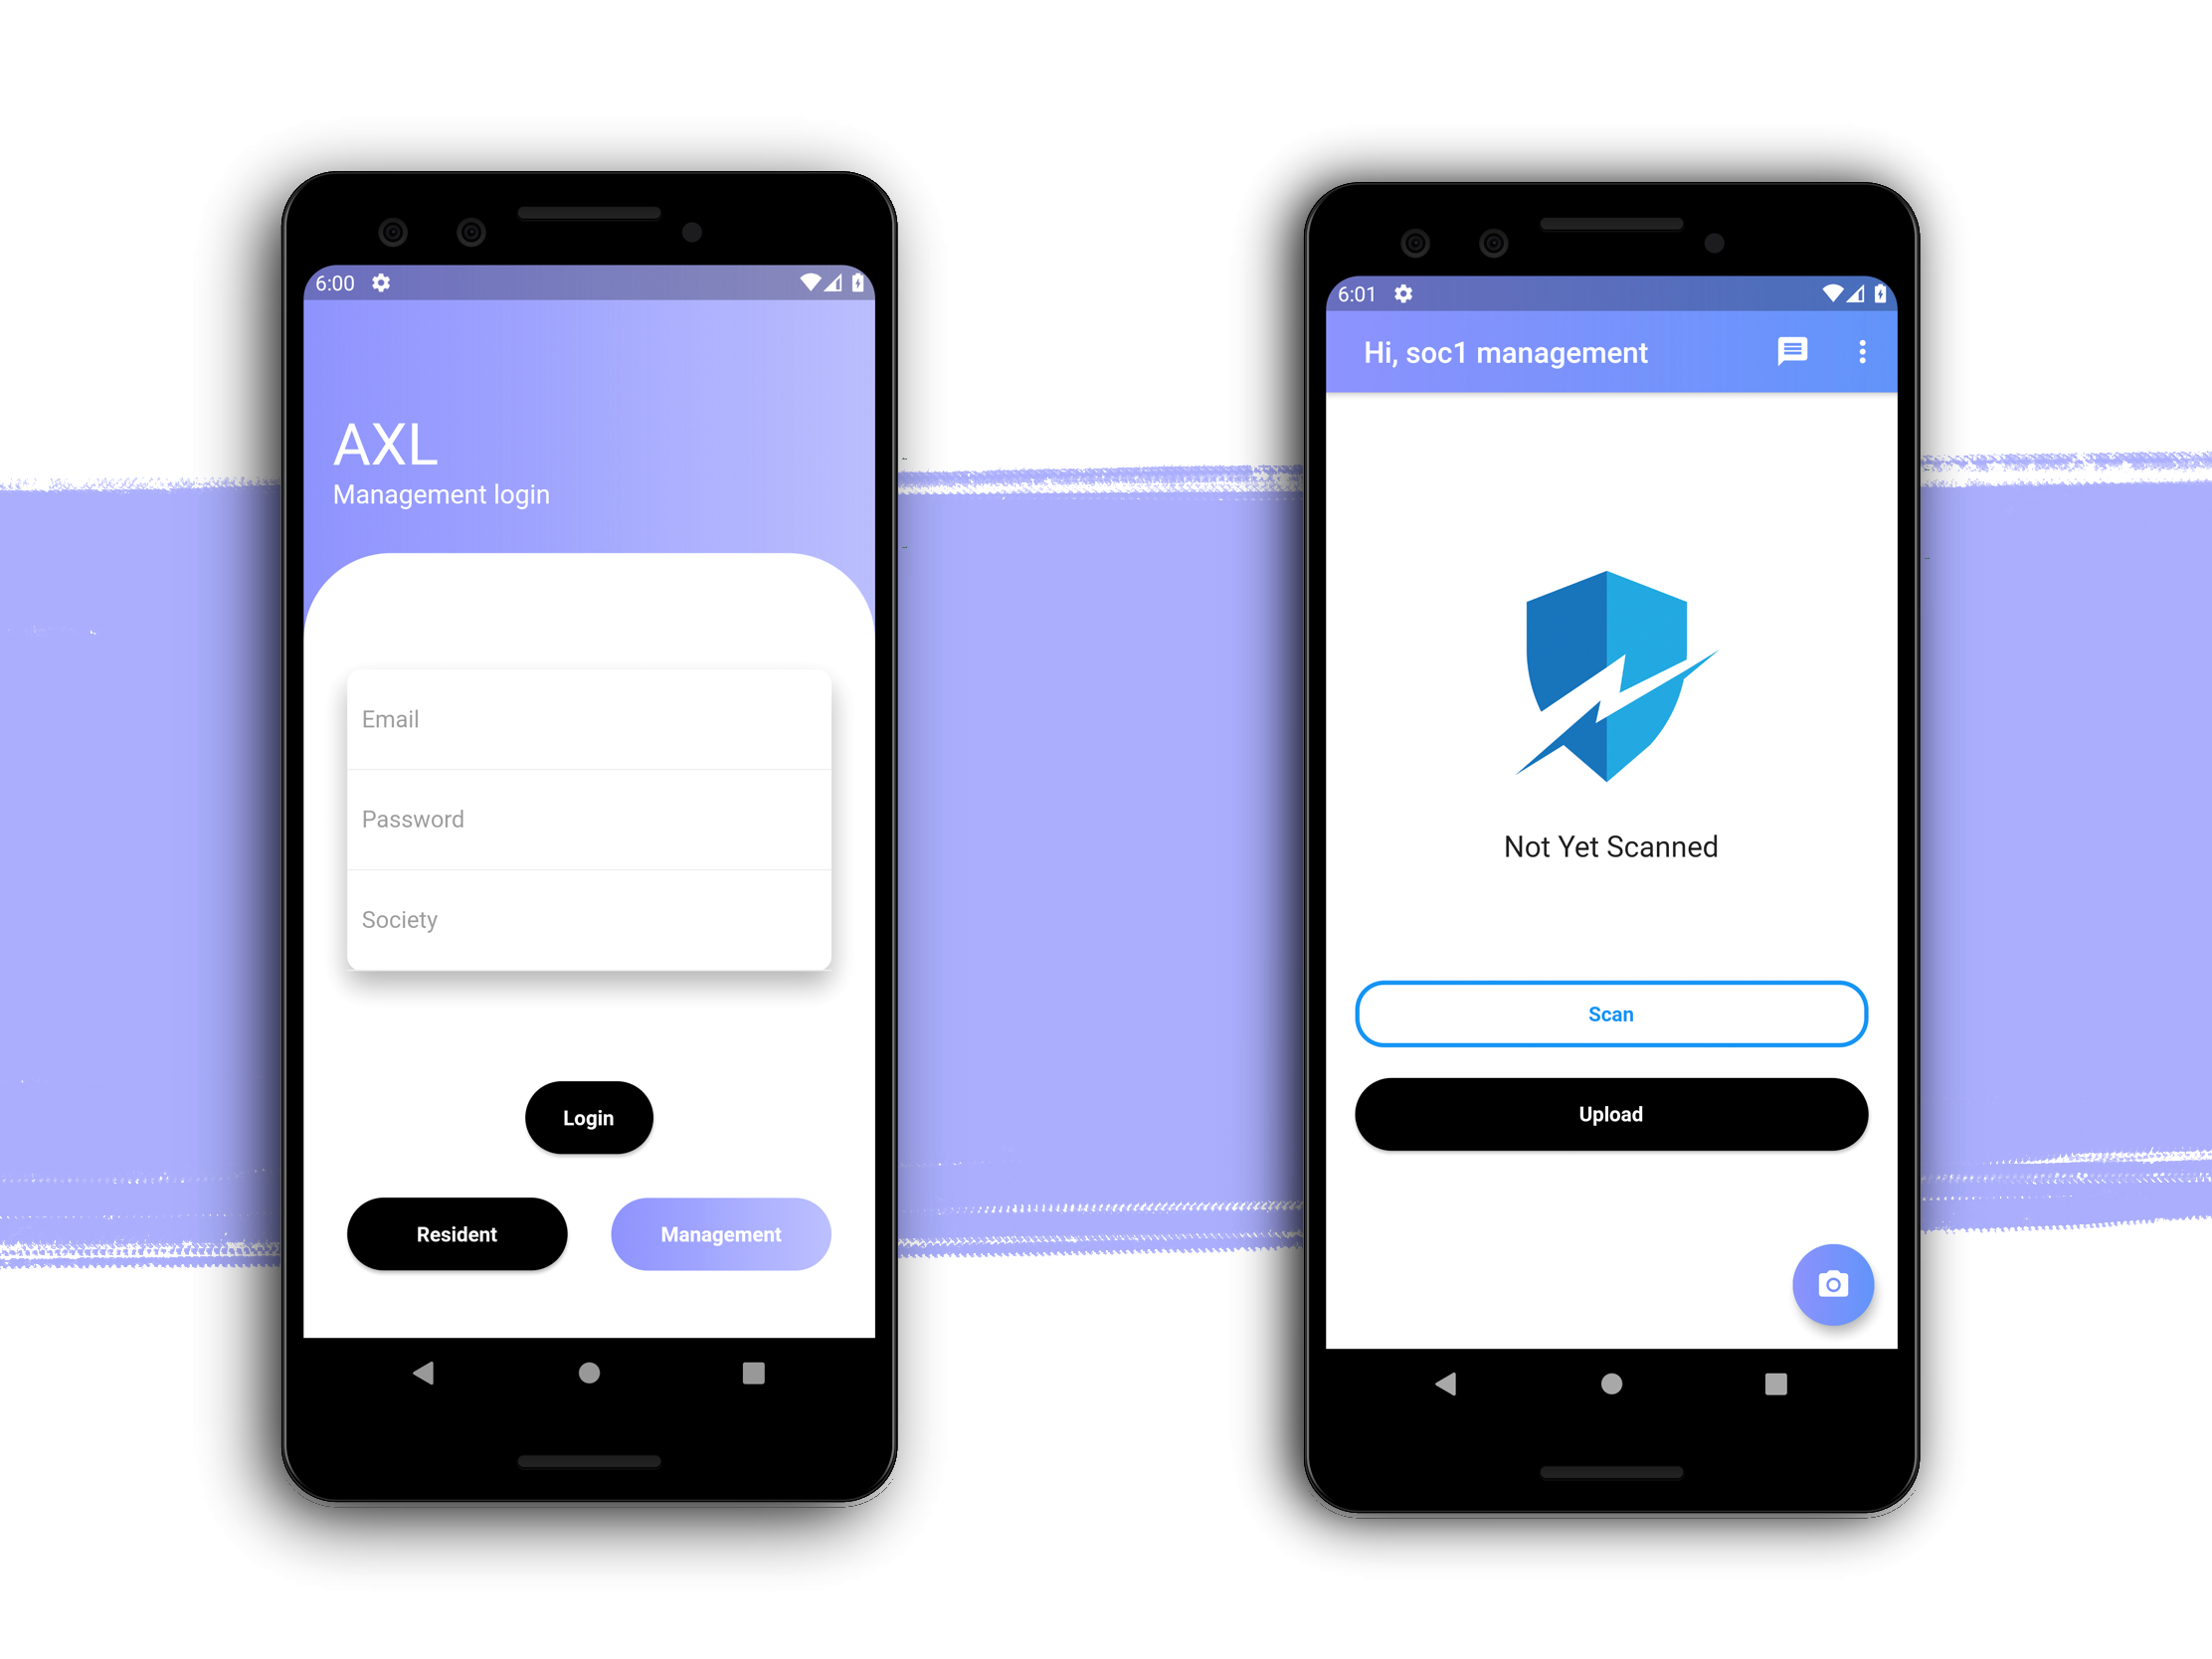 6:00
AXL
Management login
Email
Password
Society
Login
Resident
Management
6:01
Hi, soc1 management
Not Yet Scanned
Scan
Upload